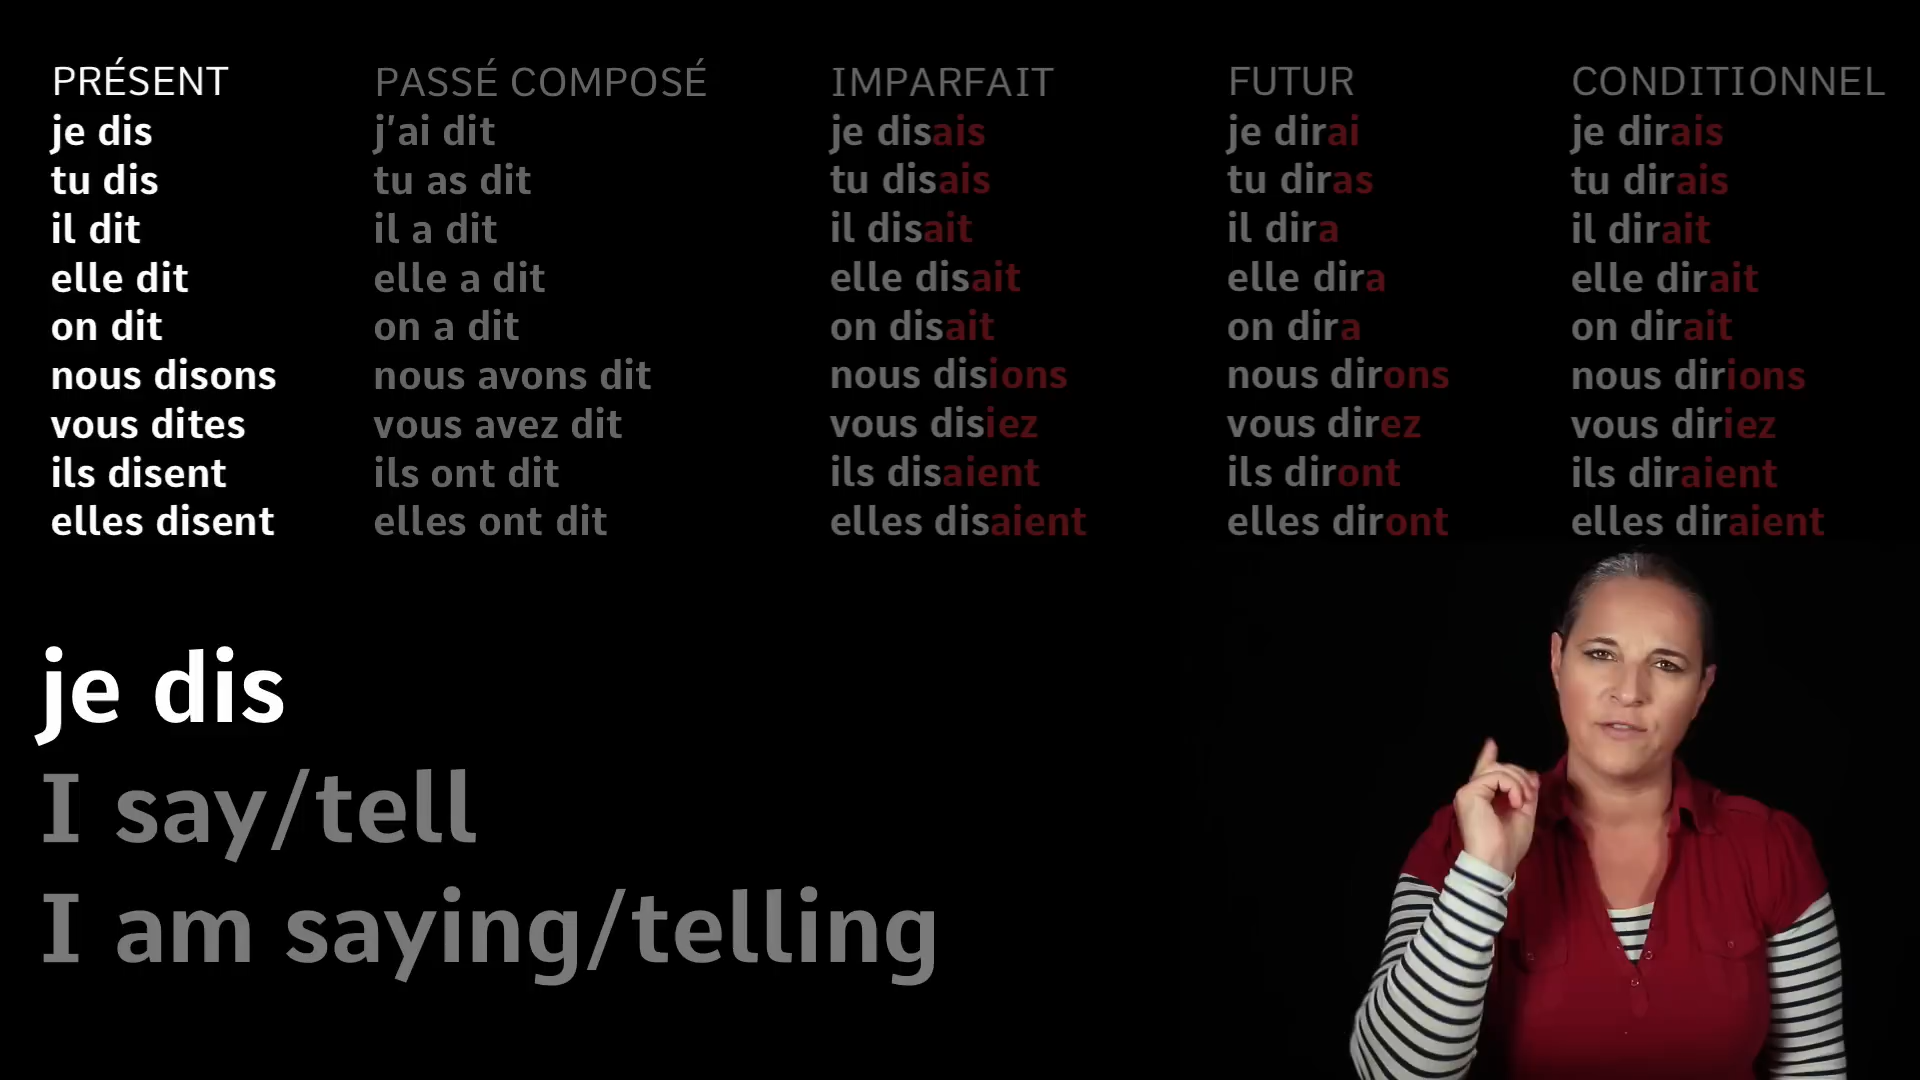 PRÉSENT
je dis
tu dis
il dit
elle dit
on dit
nous disons
vous dites
ils disent
elles disent
PASSÉ COMPOSÉ
j'ai dit
tu as dit
il a dit
elle a dit
on a dit
nous avons dit
vous avez dit
ils ont dit
elles ont dit
IMPARFAIT
je disais
tu disais
il disait
elle disait
on disait
nous disions
vous disiez
ils disaient
elles disaient
FUTUR
je dirai
tu diras
il dira
elle dira
on dira
nous dirons
vous direz
ils diront
elles diront
CONDITIONNEL
je dirais
tu dirais
il dirait
elle dirait
on dirait
nous dirions
vous diriez
ils diraient
elles diraient
je dis
I say/tell
I am saying/telling